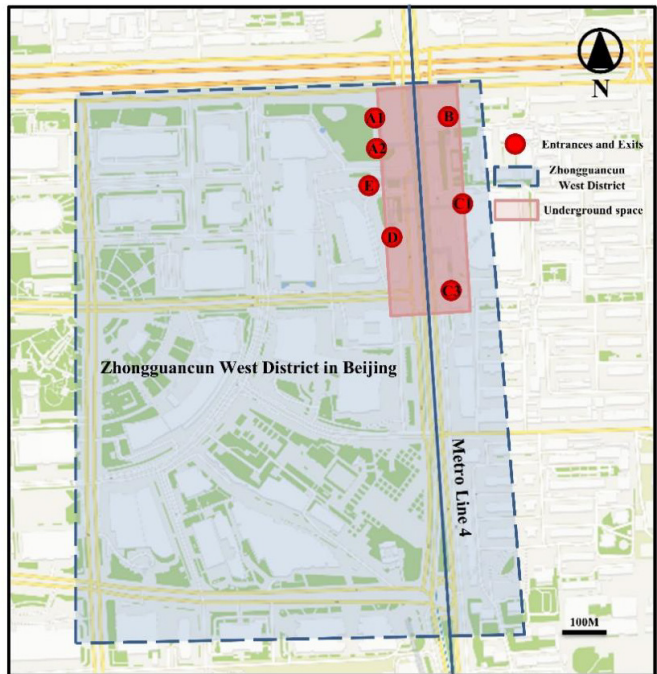 N
A1
B
A2
E
C1
D
C3
Entrances and Exits
Zhongguancun
West District
Underground space
Zhongguancun West District in Beijing
Metro Line 4
100M